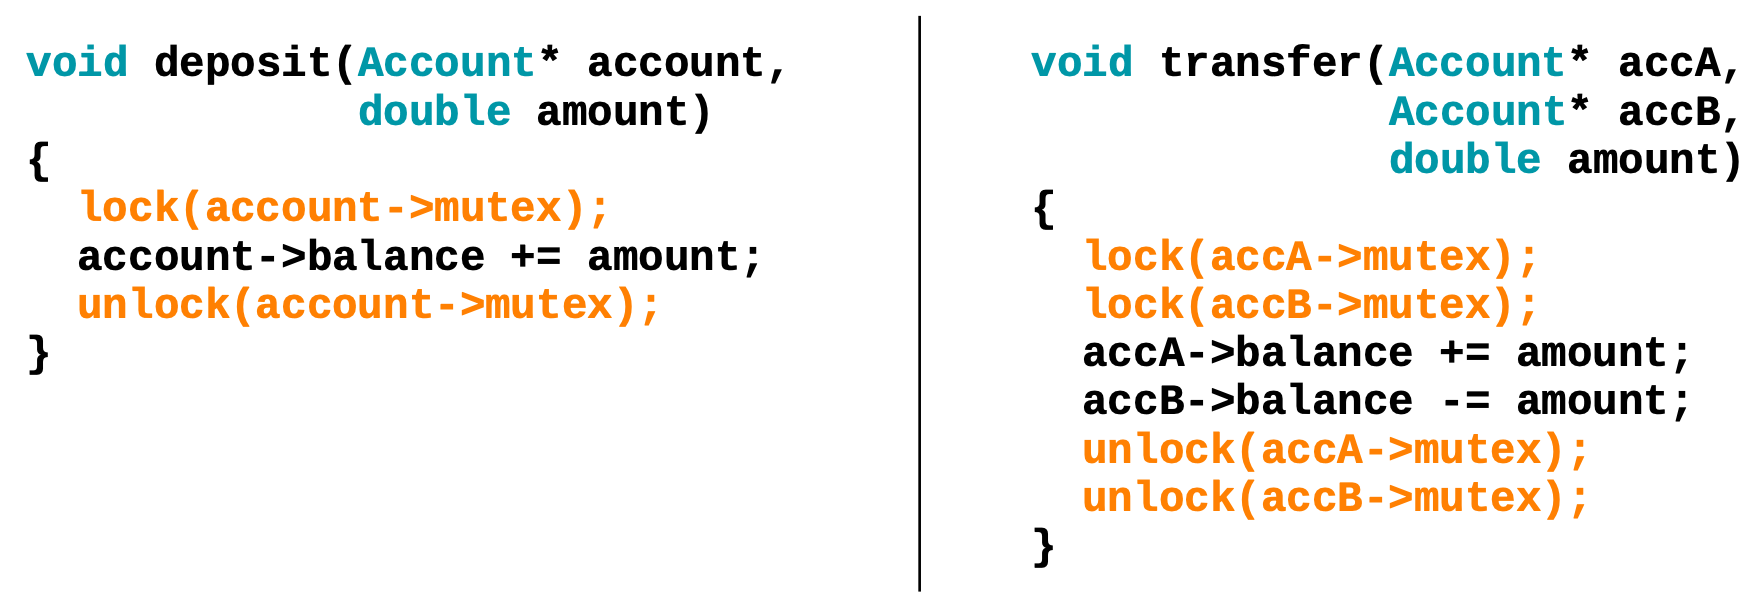 void deposit(Account* account,
             double amount)
{
  lock(account->mutex);
  account->balance += amount;
  unlock(account->mutex);
}
void transfer(Account* accA,
              Account* accB,
              double amount)
{
  lock(accA->mutex);
  lock(accB->mutex);
  accA->balance += amount;
  accB->balance -= amount;
  unlock(accA->mutex);
  unlock(accB->mutex);
}